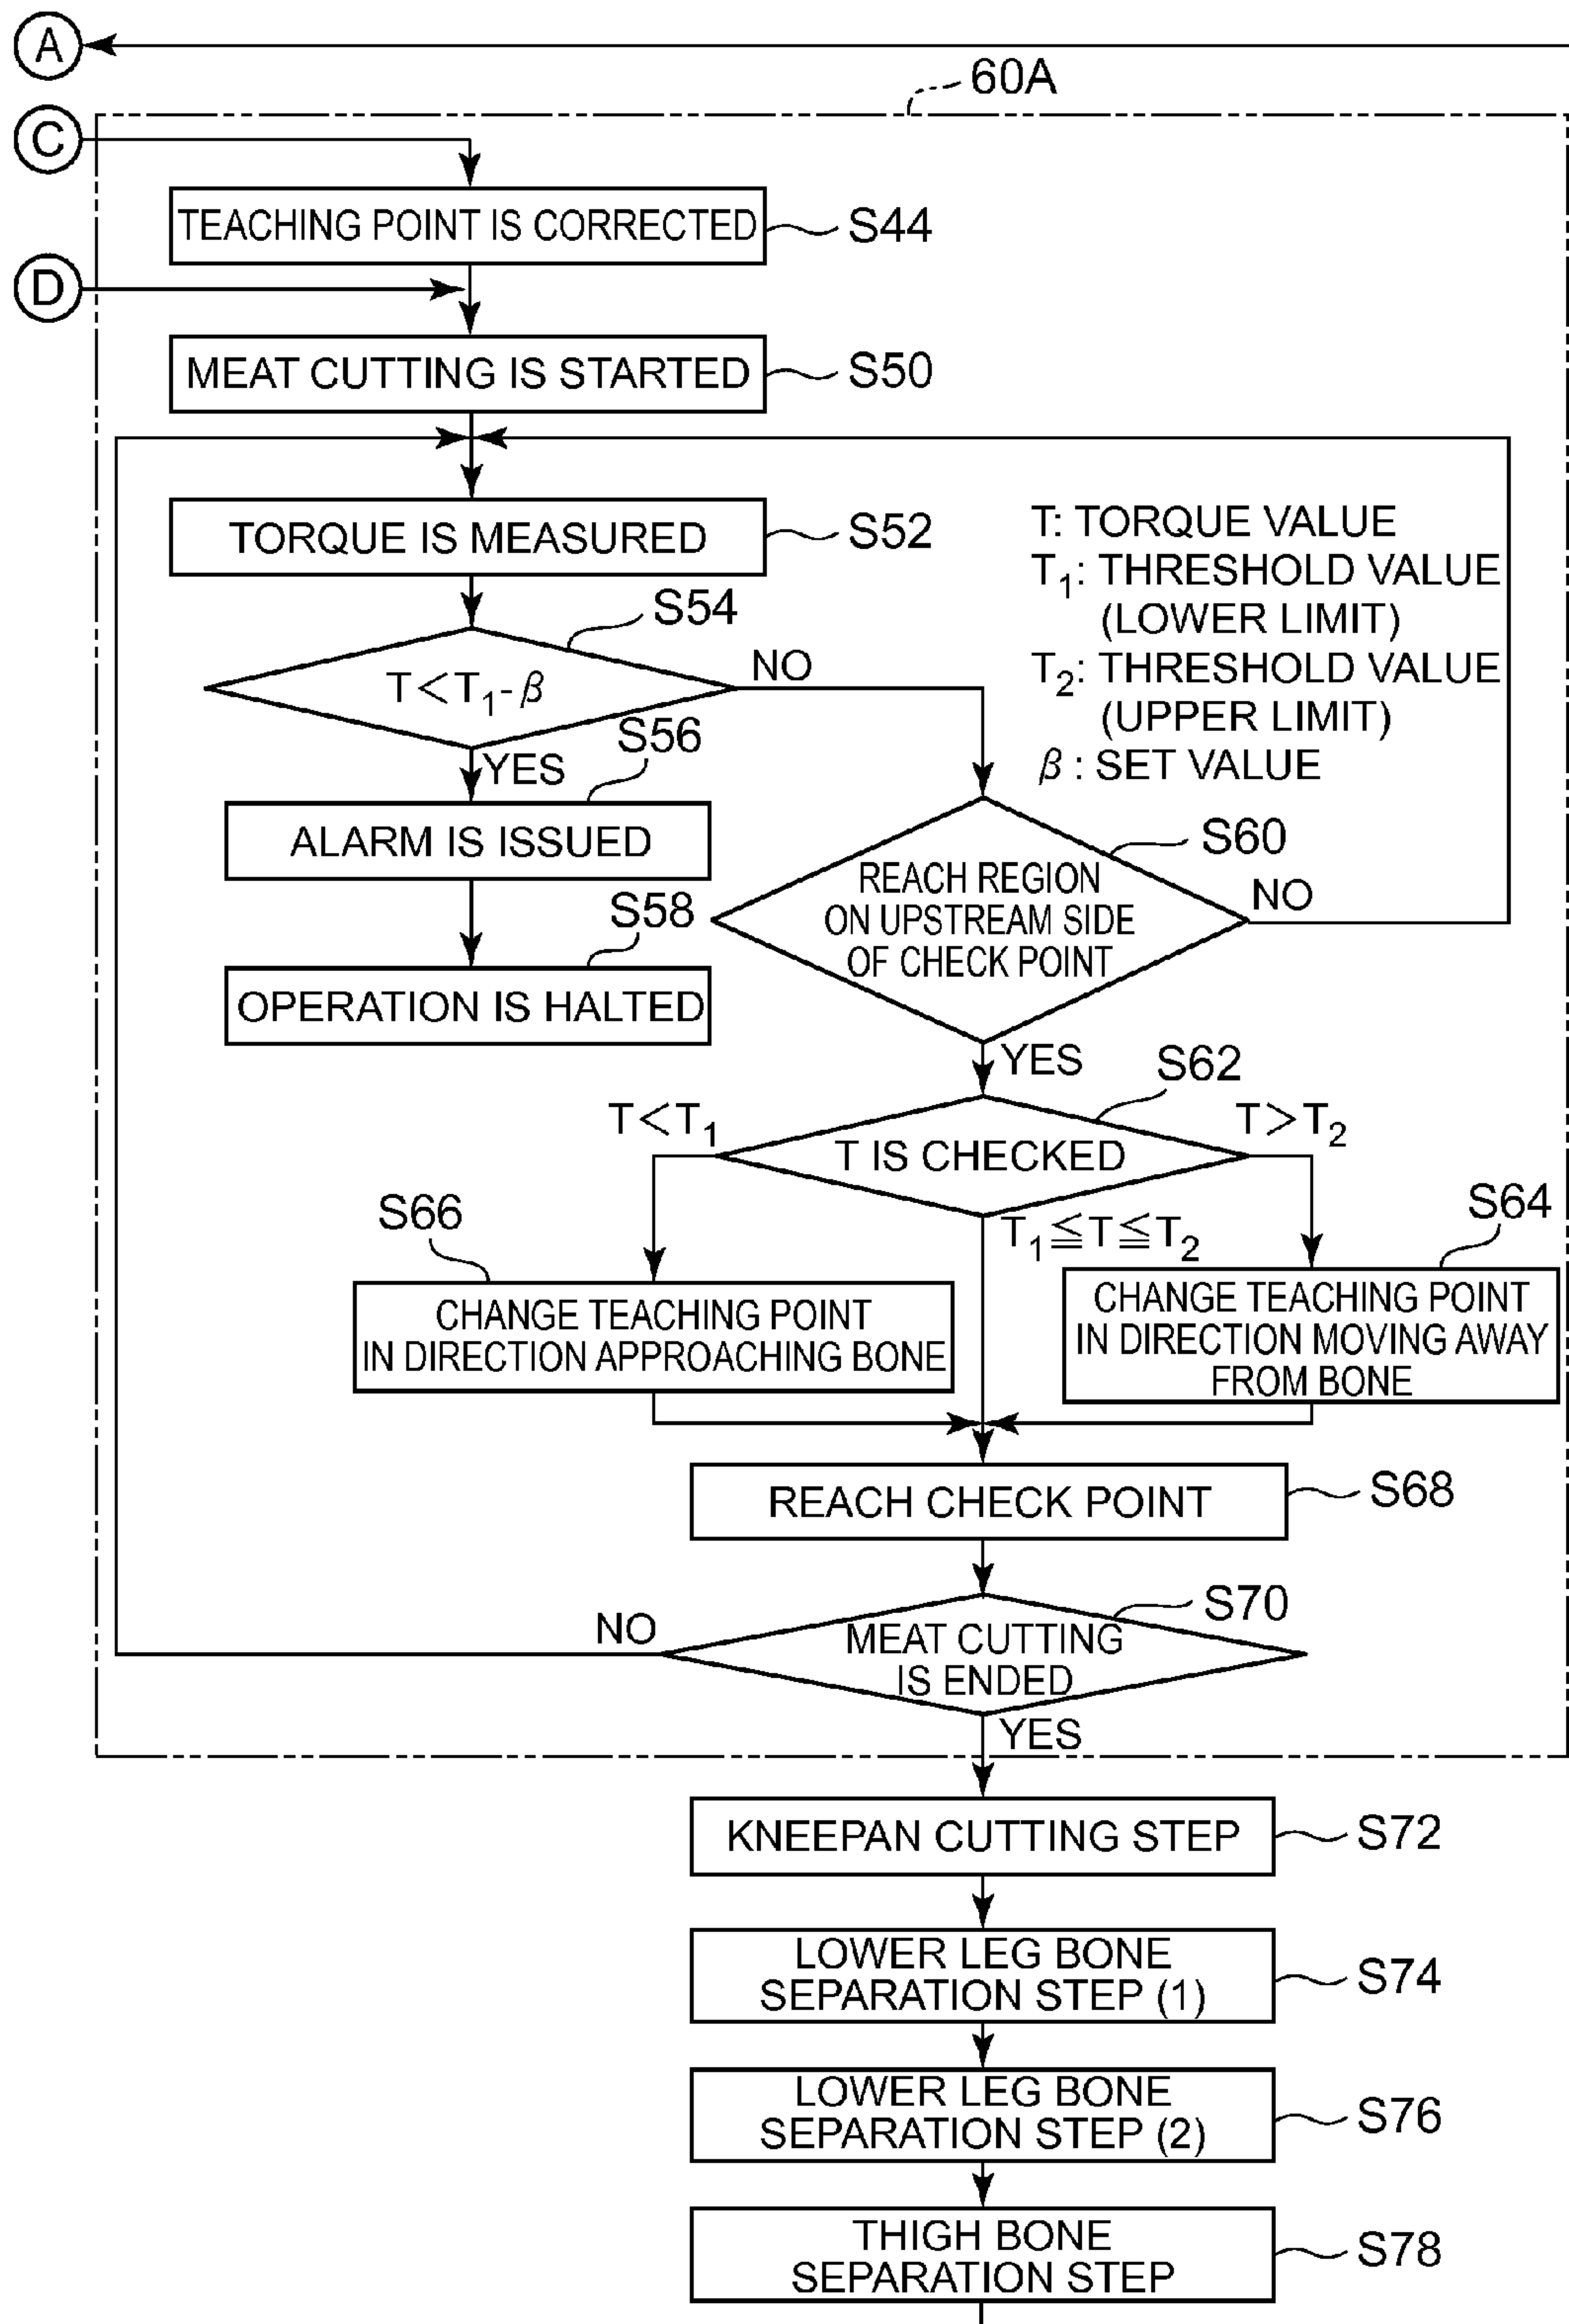 A
60A
C
TEACHING POINT IS CORRECTED
S44
D
MEAT CUTTING IS STARTED
S50
TORQUE IS MEASURED
S52
T: TORQUE VALUE
T1: THRESHOLD VALUE
(LOWER LIMIT)
T2: THRESHOLD VALUE
(UPPER LIMIT)
β : SET VALUE
S54
T<T1-β
NO
YES
S56
ALARM IS ISSUED
S58
OPERATION IS HALTED
S60
REACH REGION
ON UPSTREAM SIDE
OF CHECK POINT
NO
YES
S62
T<T1
T IS CHECKED
T>T2
T1≦T≦T2
S66
CHANGE TEACHING POINT
IN DIRECTION APPROACHING BONE
S64
CHANGE TEACHING POINT
IN DIRECTION MOVING AWAY
FROM BONE
REACH CHECK POINT
S68
S70
NO
MEAT CUTTING
IS ENDED
YES
KNEEPAN CUTTING STEP
S72
LOWER LEG BONE
SEPARATION STEP (1)
S74
LOWER LEG BONE
SEPARATION STEP (2)
S76
THIGH BONE
SEPARATION STEP
S78